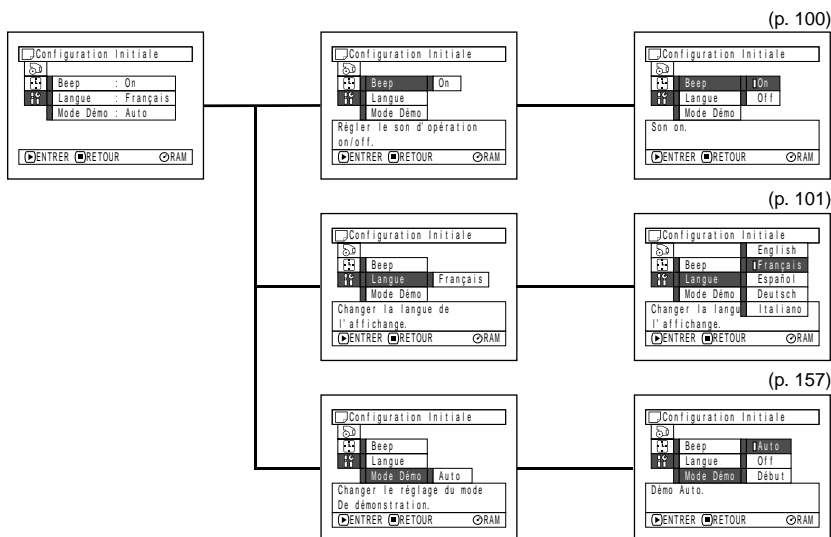 (p. 100)
Configuration Initiale
Beep : On
Langue : Français
Mode Démo : Auto
ENTRER RETOUR RAM
Configuration Initiale
Beep On
Langue
Mode Démo
Régler le son d'opération
on/off.
ENTRER RETOUR RAM
Configuration Initiale
Beep On
Langue Off
Mode Démo
Son on.
ENTRER RETOUR RAM
(p. 101)
Configuration Initiale
Beep
Langue Français
Mode Démo
Changer la langue de
l'affichange.
ENTRER RETOUR RAM
Configuration Initiale
English
Beep Français
Langue Español
Mode Démo Deutsch
Changer la langu Italiano
l'affichange.
ENTRER RETOUR RAM
(p. 157)
Configuration Initiale
Beep
Langue
Mode Démo Auto
Changer le réglage du mode
De démonstration.
ENTRER RETOUR RAM
Configuration Initiale
Beep Auto
Langue Off
Mode Démo Début
Démo Auto.
ENTRER RETOUR RAM